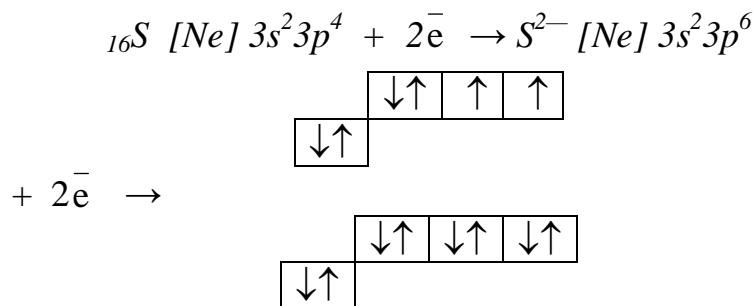 ₁₆S [Ne] 3s²3p⁴ + 2e̅ → S²⁻ [Ne] 3s²3p⁶
↓↑ ↑ ↑
↓↑
+ 2e̅ →
↓↑ ↓↑ ↓↑
↓↑